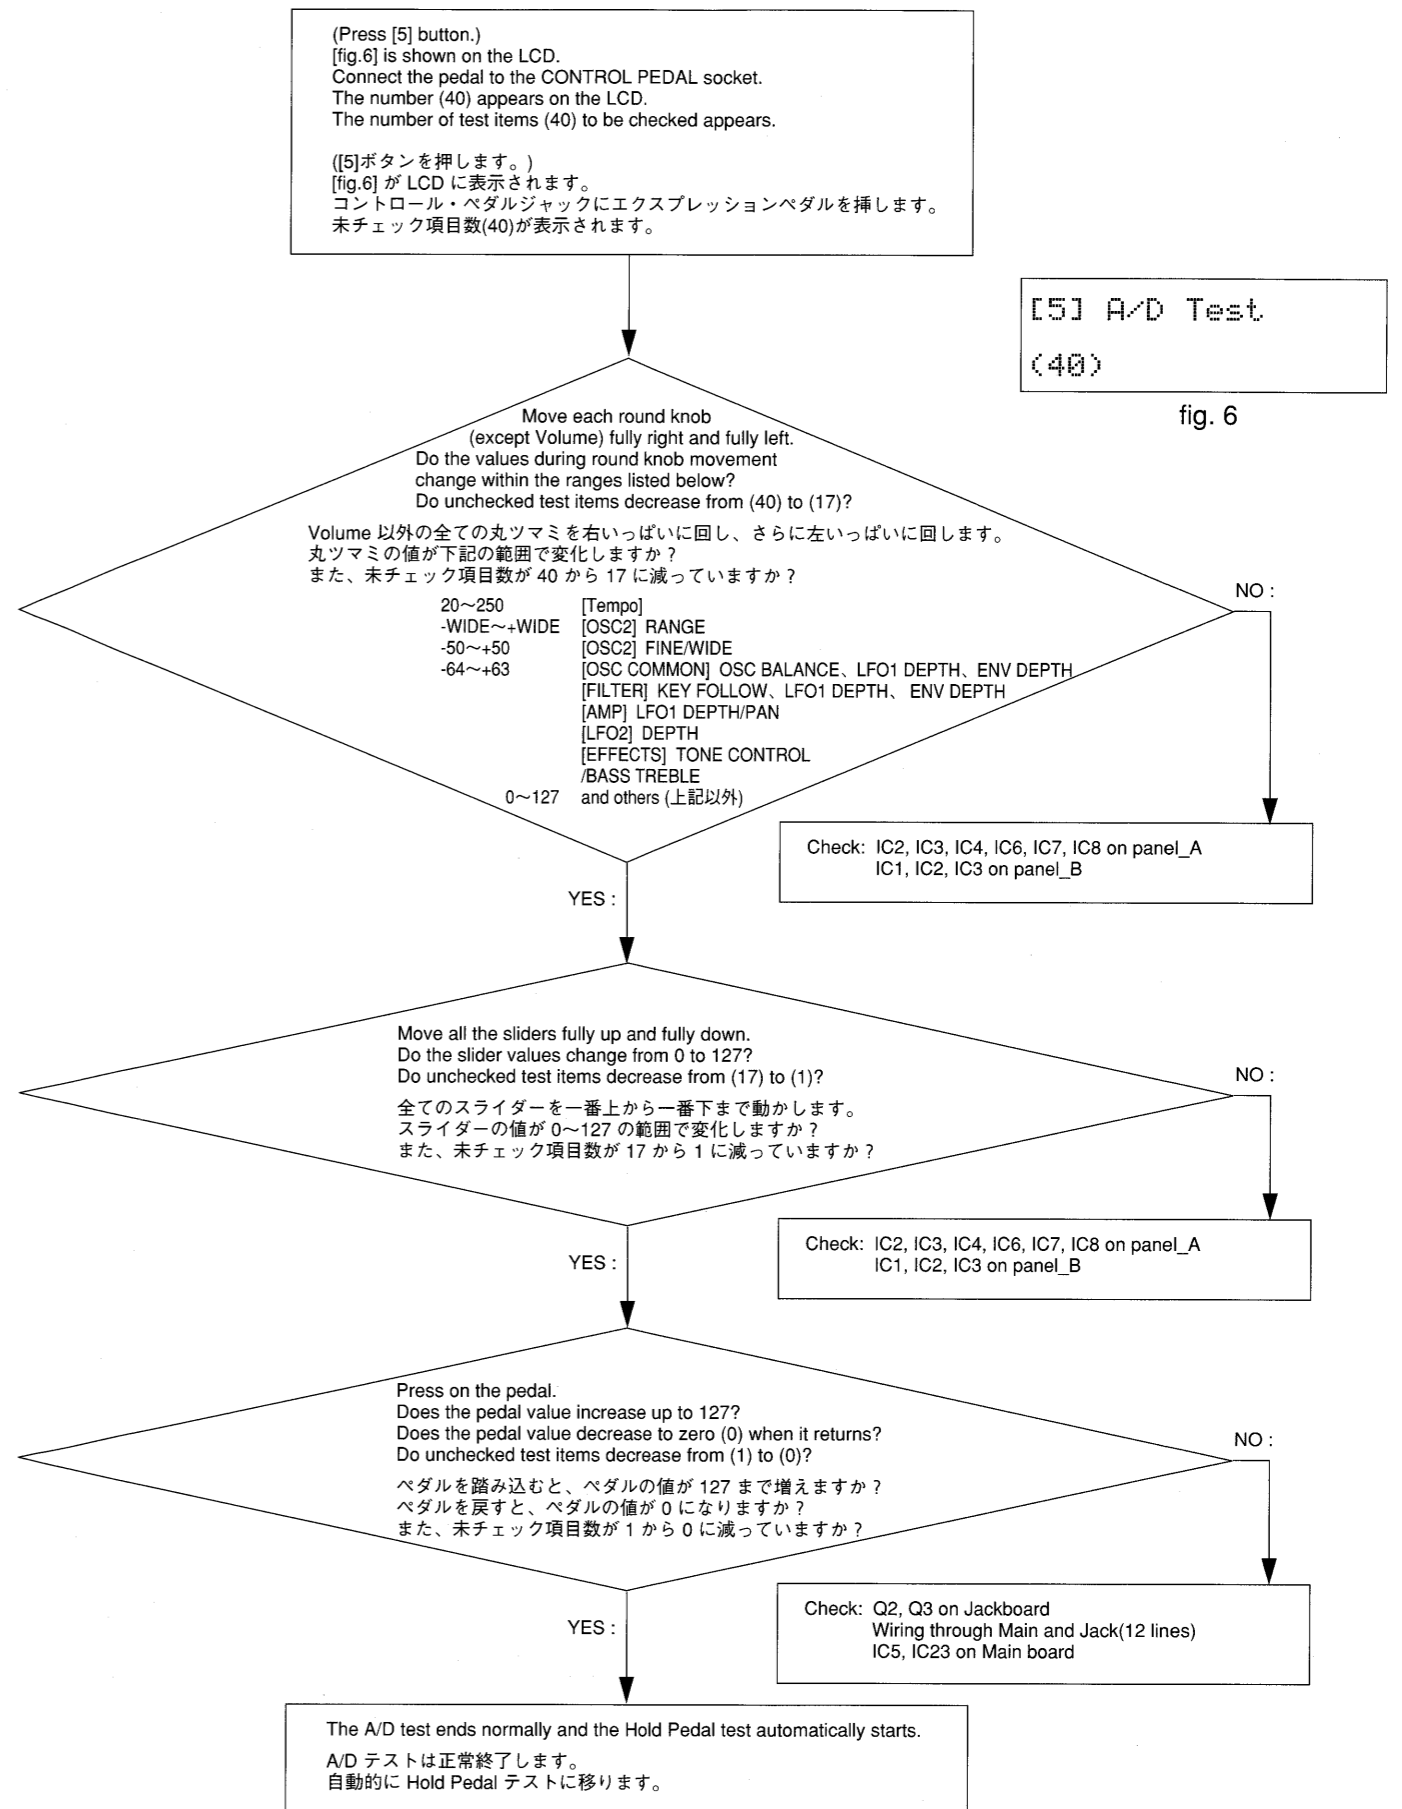 (Press [5] button.)
[fig.6] is shown on the LCD.
Connect the pedal to the CONTROL PEDAL socket.
The number (40) appears on the LCD.
The number of test items (40) to be checked appears.
([5]ボタンを押します。)
[fig.6] が LCD に表示されます。
コントロール・ペダルジャックにエクスプレッションペダルを挿します。
未チェック項目数(40)が表示されます。
[5] A/D Test
(40)
fig. 6
Move each round knob
(except Volume) fully right and fully left.
Do the values during round knob movement
change within the ranges listed below?
Do unchecked test items decrease from (40) to (17)?
Volume 以外の全ての丸ツマミを右いっぱいに回し、さらに左いっぱいに回します。
丸ツマミの値が下記の範囲で変化しますか？
また、未チェック項目数が 40 から 17 に減っていますか？
20～250 [Tempo]
-WIDE～+WIDE [OSC2] RANGE
-50～+50 [OSC2] FINE/WIDE
-64～+63 [OSC COMMON] OSC BALANCE、LFO1 DEPTH、ENV DEPTH
[FILTER] KEY FOLLOW、LFO1 DEPTH、 ENV DEPTH
[AMP] LFO1 DEPTH/PAN
[LFO2] DEPTH
[EFFECTS] TONE CONTROL
/BASS TREBLE
0～127 and others (上記以外)
NO :
Check: IC2, IC3, IC4, IC6, IC7, IC8 on panel_A
IC1, IC2, IC3 on panel_B
YES :
Move all the sliders fully up and fully down.
Do the slider values change from 0 to 127?
Do unchecked test items decrease from (17) to (1)?
全てのスライダーを一番上から一番下まで動かします。
スライダーの値が 0～127 の範囲で変化しますか？
また、未チェック項目数が 17 から 1 に減っていますか？
NO :
Check: IC2, IC3, IC4, IC6, IC7, IC8 on panel_A
IC1, IC2, IC3 on panel_B
YES :
Press on the pedal.
Does the pedal value increase up to 127?
Does the pedal value decrease to zero (0) when it returns?
Do unchecked test items decrease from (1) to (0)?
ペダルを踏み込むと、ペダルの値が 127 まで増えますか？
ペダルを戻すと、ペダルの値が 0 になりますか？
また、未チェック項目数が 1 から 0 に減っていますか？
NO :
Check: Q2, Q3 on Jackboard
Wiring through Main and Jack(12 lines)
IC5, IC23 on Main board
YES :
The A/D test ends normally and the Hold Pedal test automatically starts.
A/D テストは正常終了します。
自動的に Hold Pedal テストに移ります。